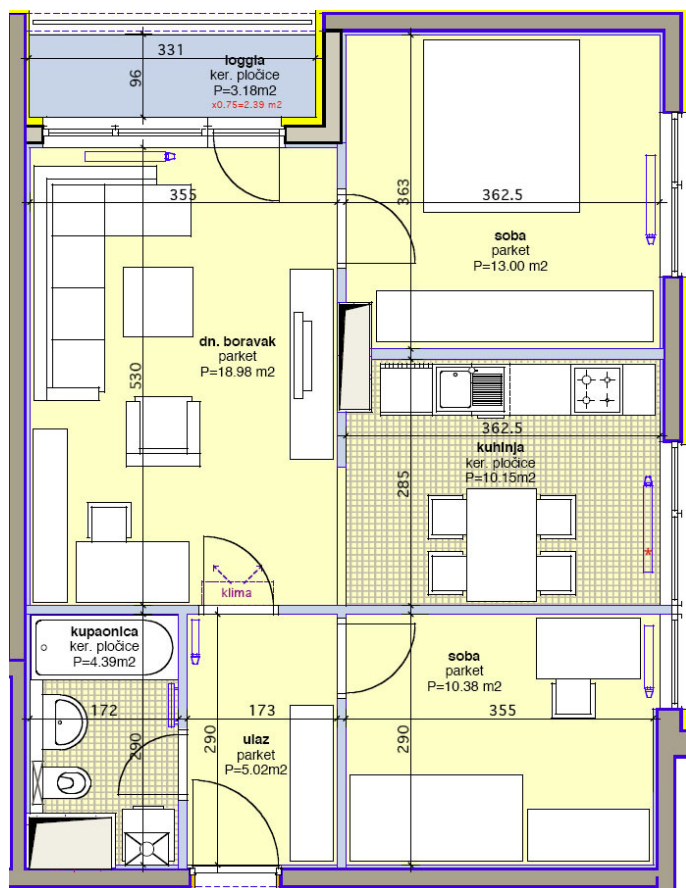 331
96
loggia
ker. pločice
P=3.18m2
x0.75=2.39 m2
355
363
362.5
soba
parket
P=13.00 m2
dn. boravak
parket
P=18.98 m2
530
362.5
kuhinja
ker. pločice
P=10.15m2
285
*
klima
kupaonica
ker. pločice
P=4.39m2
172
290
173
290
ulaz
parket
P=5.02m2
soba
parket
P=10.38 m2
355
290